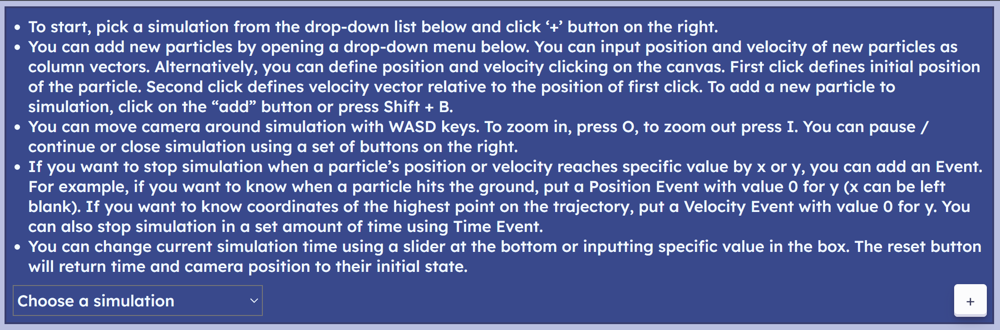 • To start, pick a simulation from the drop-down list below and click ‘+’ button on the right.
• You can add new particles by opening a drop-down menu below. You can input position and velocity of new particles as
column vectors. Alternatively, you can define position and velocity clicking on the canvas. First click defines initial position
of the particle. Second click defines velocity vector relative to the position of first click. To add a new particle to
simulation, click on the “add” button or press Shift + B.
• You can move camera around simulation with WASD keys. To zoom in, press O, to zoom out press I. You can pause /
continue or close simulation using a set of buttons on the right.
• If you want to stop simulation when a particle’s position or velocity reaches specific value by x or y, you can add an Event.
For example, if you want to know when a particle hits the ground, put a Position Event with value 0 for y (x can be left
blank). If you want to know coordinates of the highest point on the trajectory, put a Velocity Event with value 0 for y. You
can also stop simulation in a set amount of time using Time Event.
• You can change current simulation time using a slider at the bottom or inputting specific value in the box. The reset button
will return time and camera position to their initial state.
Choose a simulation
+